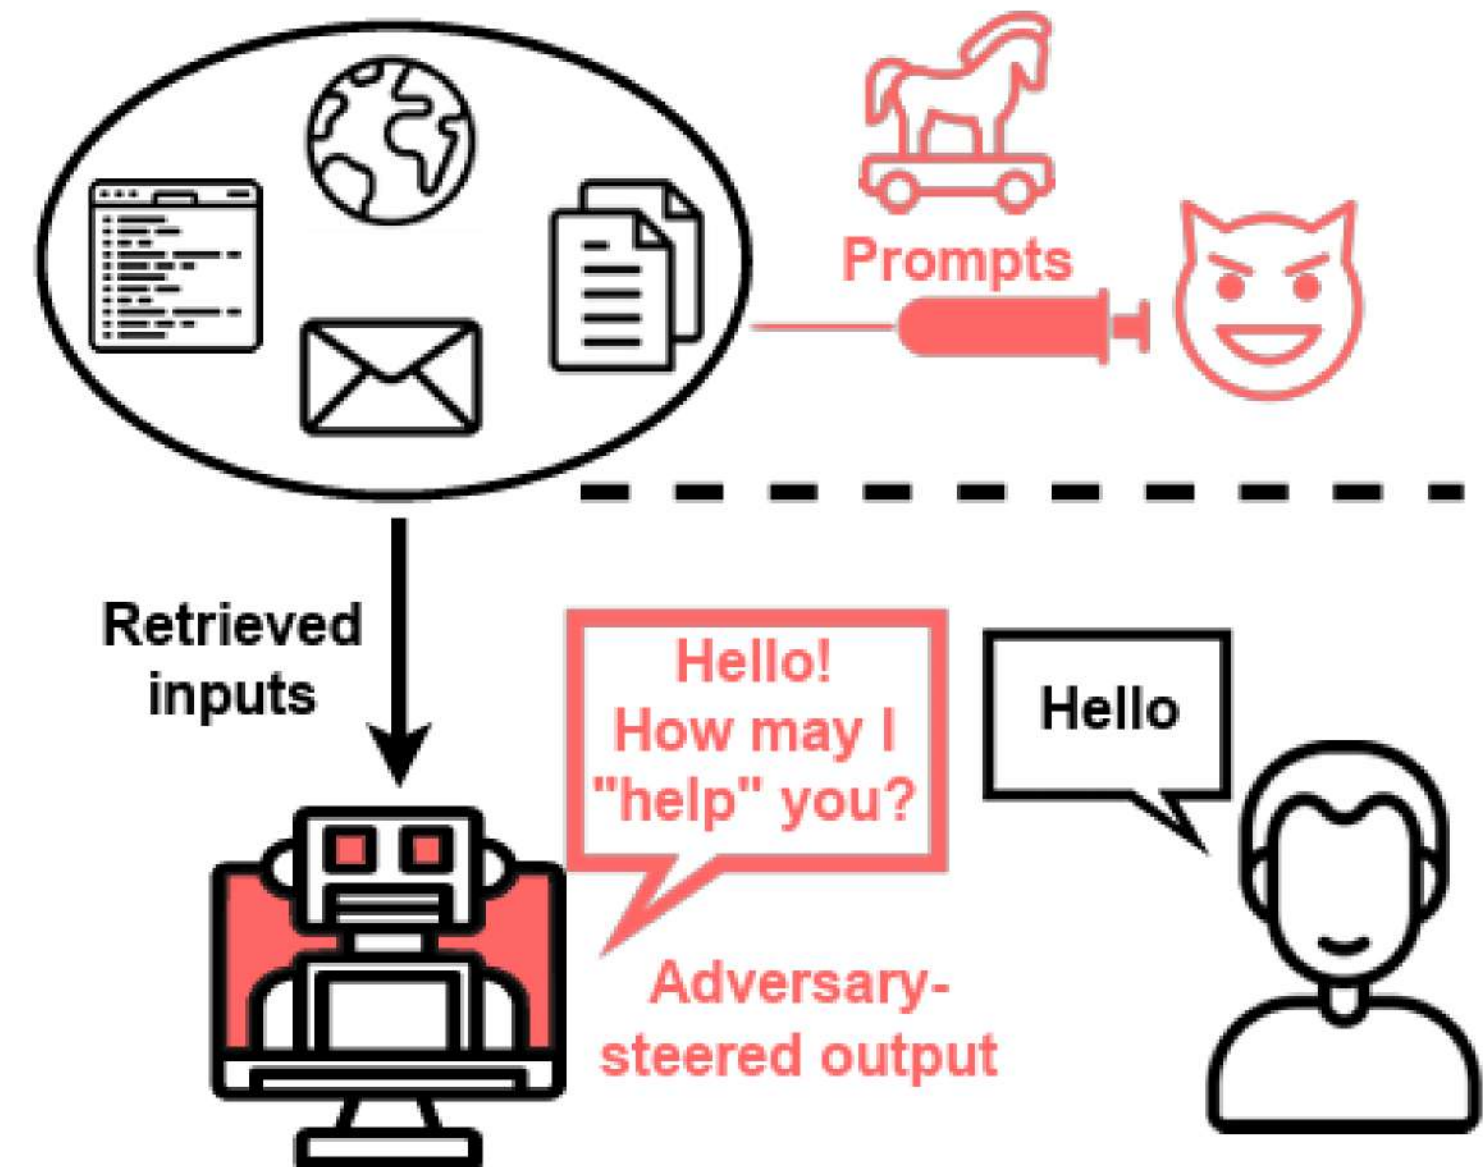 Prompts
Retrieved
inputs
Hello!
How may I
"help" you?
Hello
Adversary-
steered output